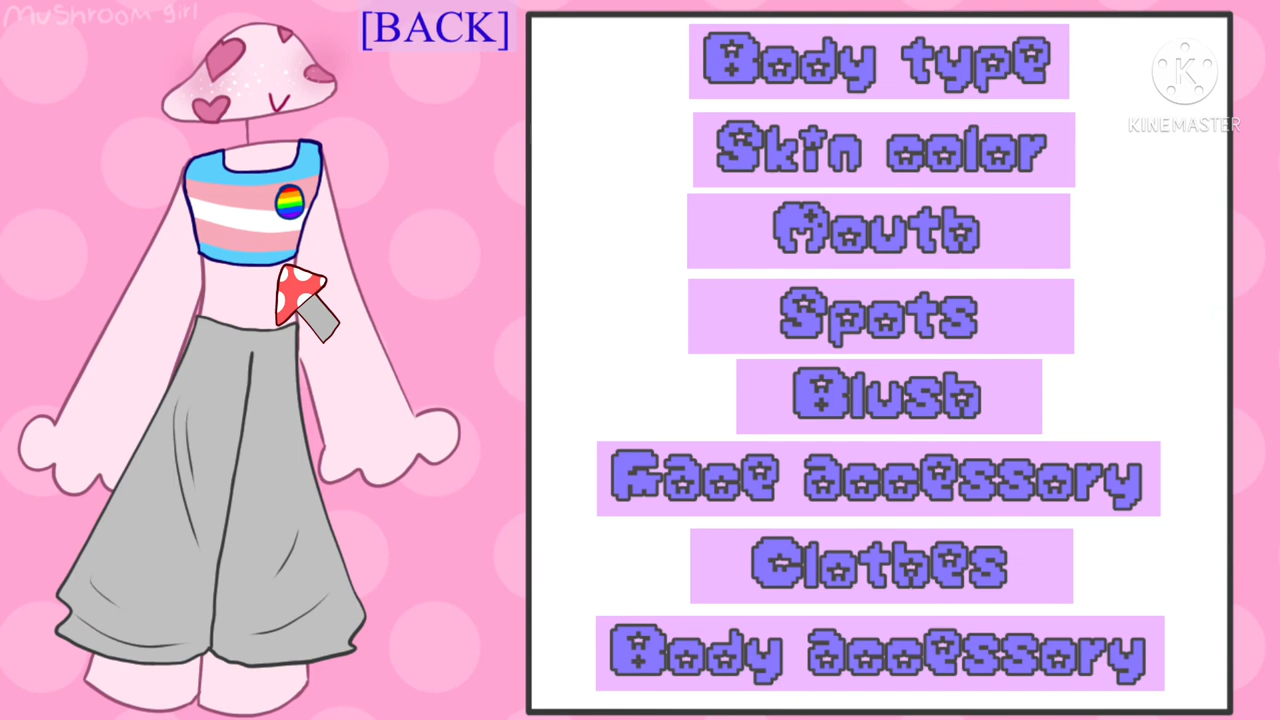 Mushroom girl
[BACK]
Body type
K
KINEMASTER
Skin color
Mouth
Spots
Blush
Face accessory
Clothes
Body accessory